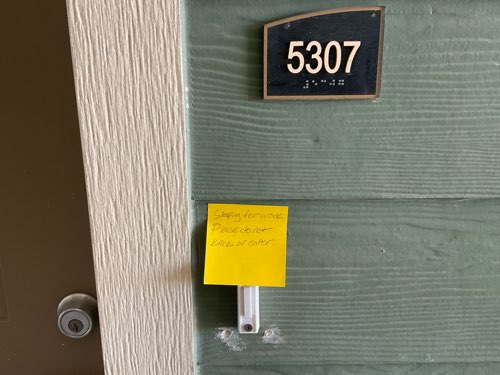 5307
Sleeping for work
Please do not
knock or enter.